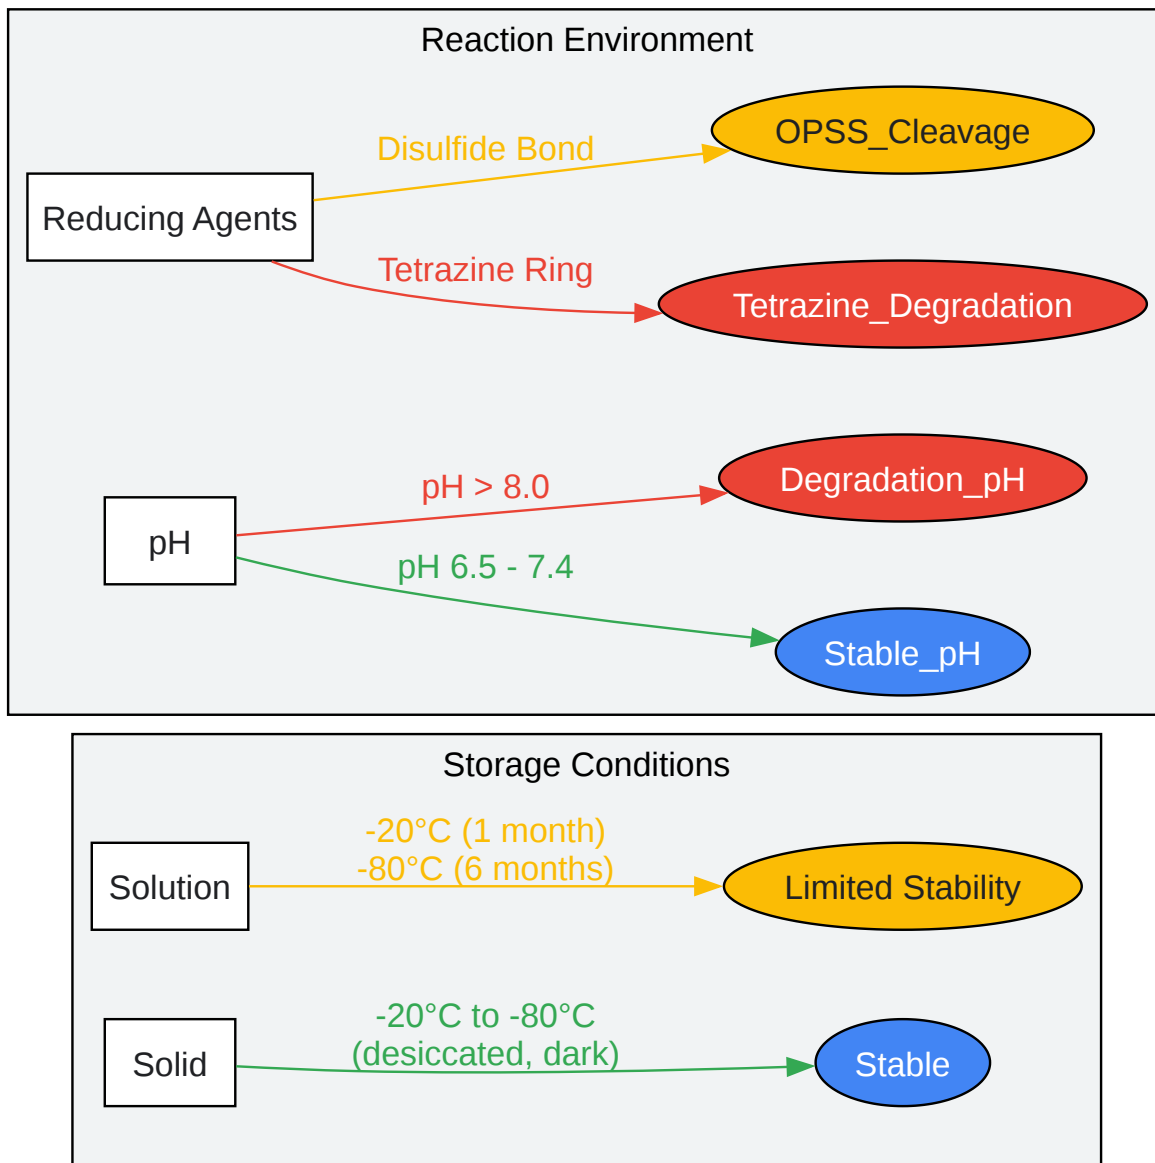 Reaction Environment
Disulfide Bond
OPSS_Cleavage
Reducing Agents
Tetrazine Ring
Tetrazine_Degradation
pH > 8.0
Degradation_pH
pH
pH 6.5 - 7.4
Stable_pH
Storage Conditions
-20°C (1 month)
-80°C (6 months)
Solution
Limited Stability
-20°C to -80°C
(desiccated, dark)
Solid
Stable